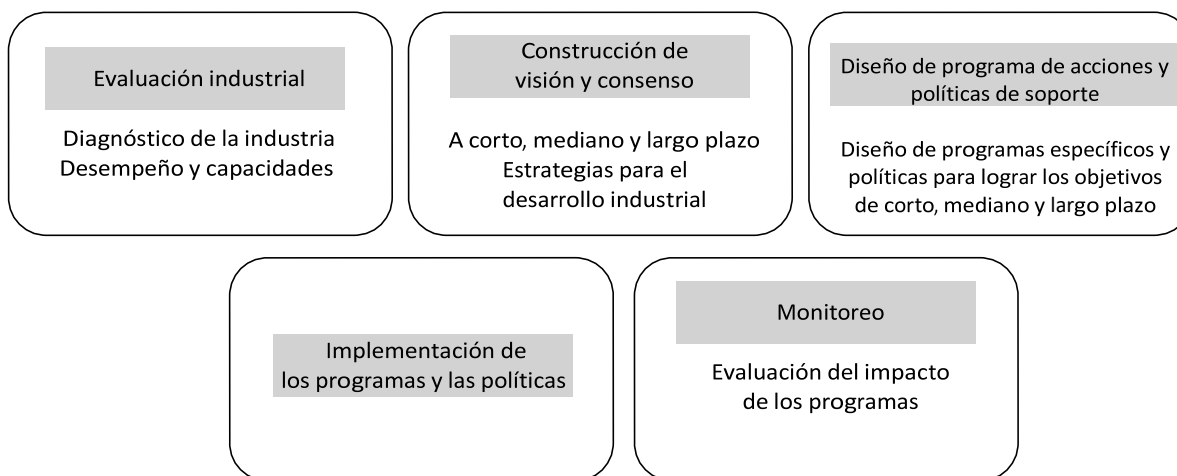 Evaluación industrial
Diagnóstico de la industria
Desempeño y capacidades
Construcción de
visión y consenso
A corto, mediano y largo plazo
Estrategias para el
desarrollo industrial
Diseño de programa de acciones y
políticas de soporte
Diseño de programas específicos y
políticas para lograr los objetivos
de corto, mediano y largo plazo
Implementación de
los programas y las políticas
Monitoreo
Evaluación del impacto
de los programas